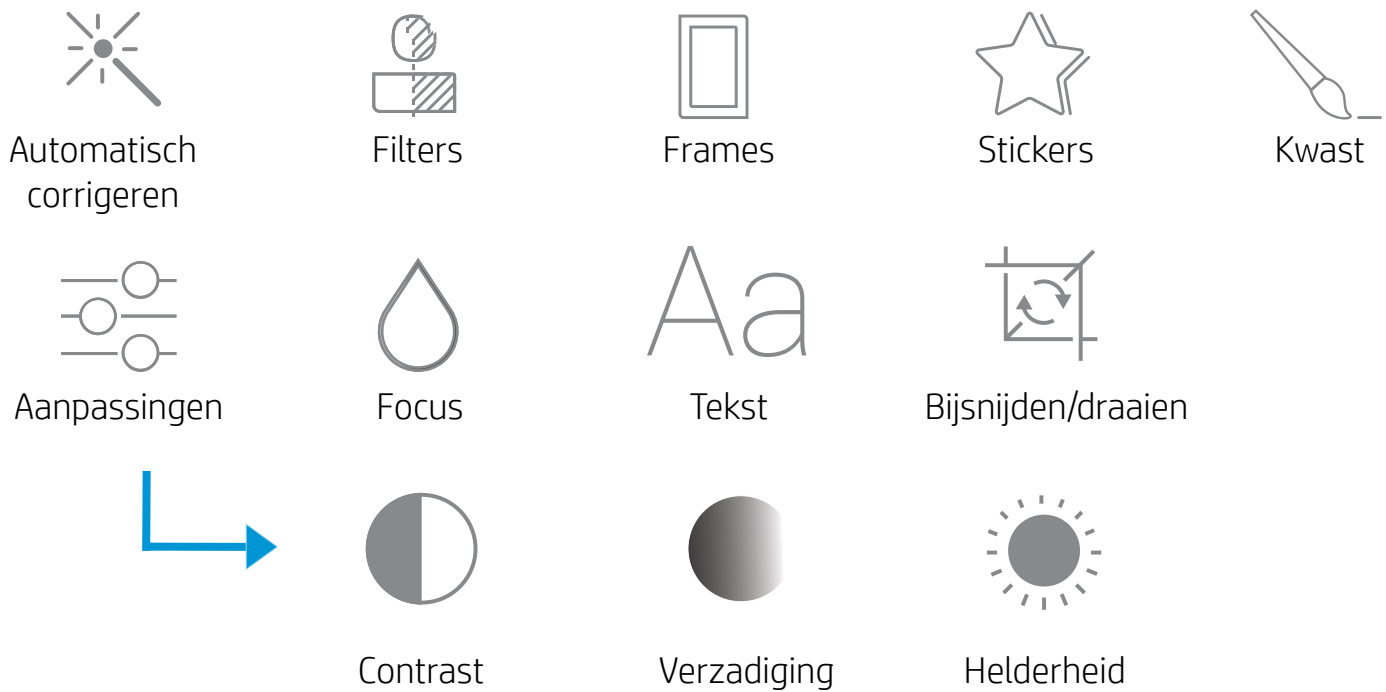 Automatisch
corrigeren
Filters
Frames
Stickers
Kwast
Aanpassingen
Focus
Aa
Tekst
Bijsnijden/draaien
Contrast
Verzadiging
Helderheid